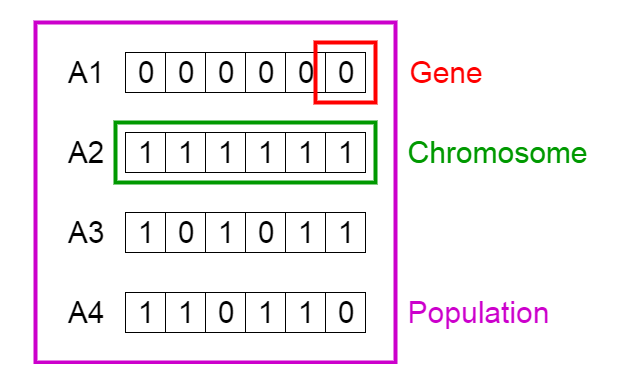 A1 0 0 0 0 0 0 Gene
A2 1 1 1 1 1 1 Chromosome
A3 1 0 1 0 1 1
A4 1 1 0 1 1 0 Population